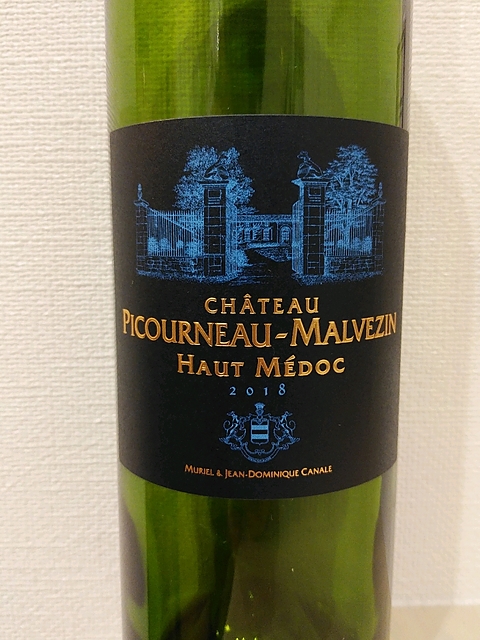 CHÂTEAU
PICOURNEAU-MALVEZIN
HAUT MÉDOC
2018
MURIEL & JEAN-DOMINIQUE CANALE